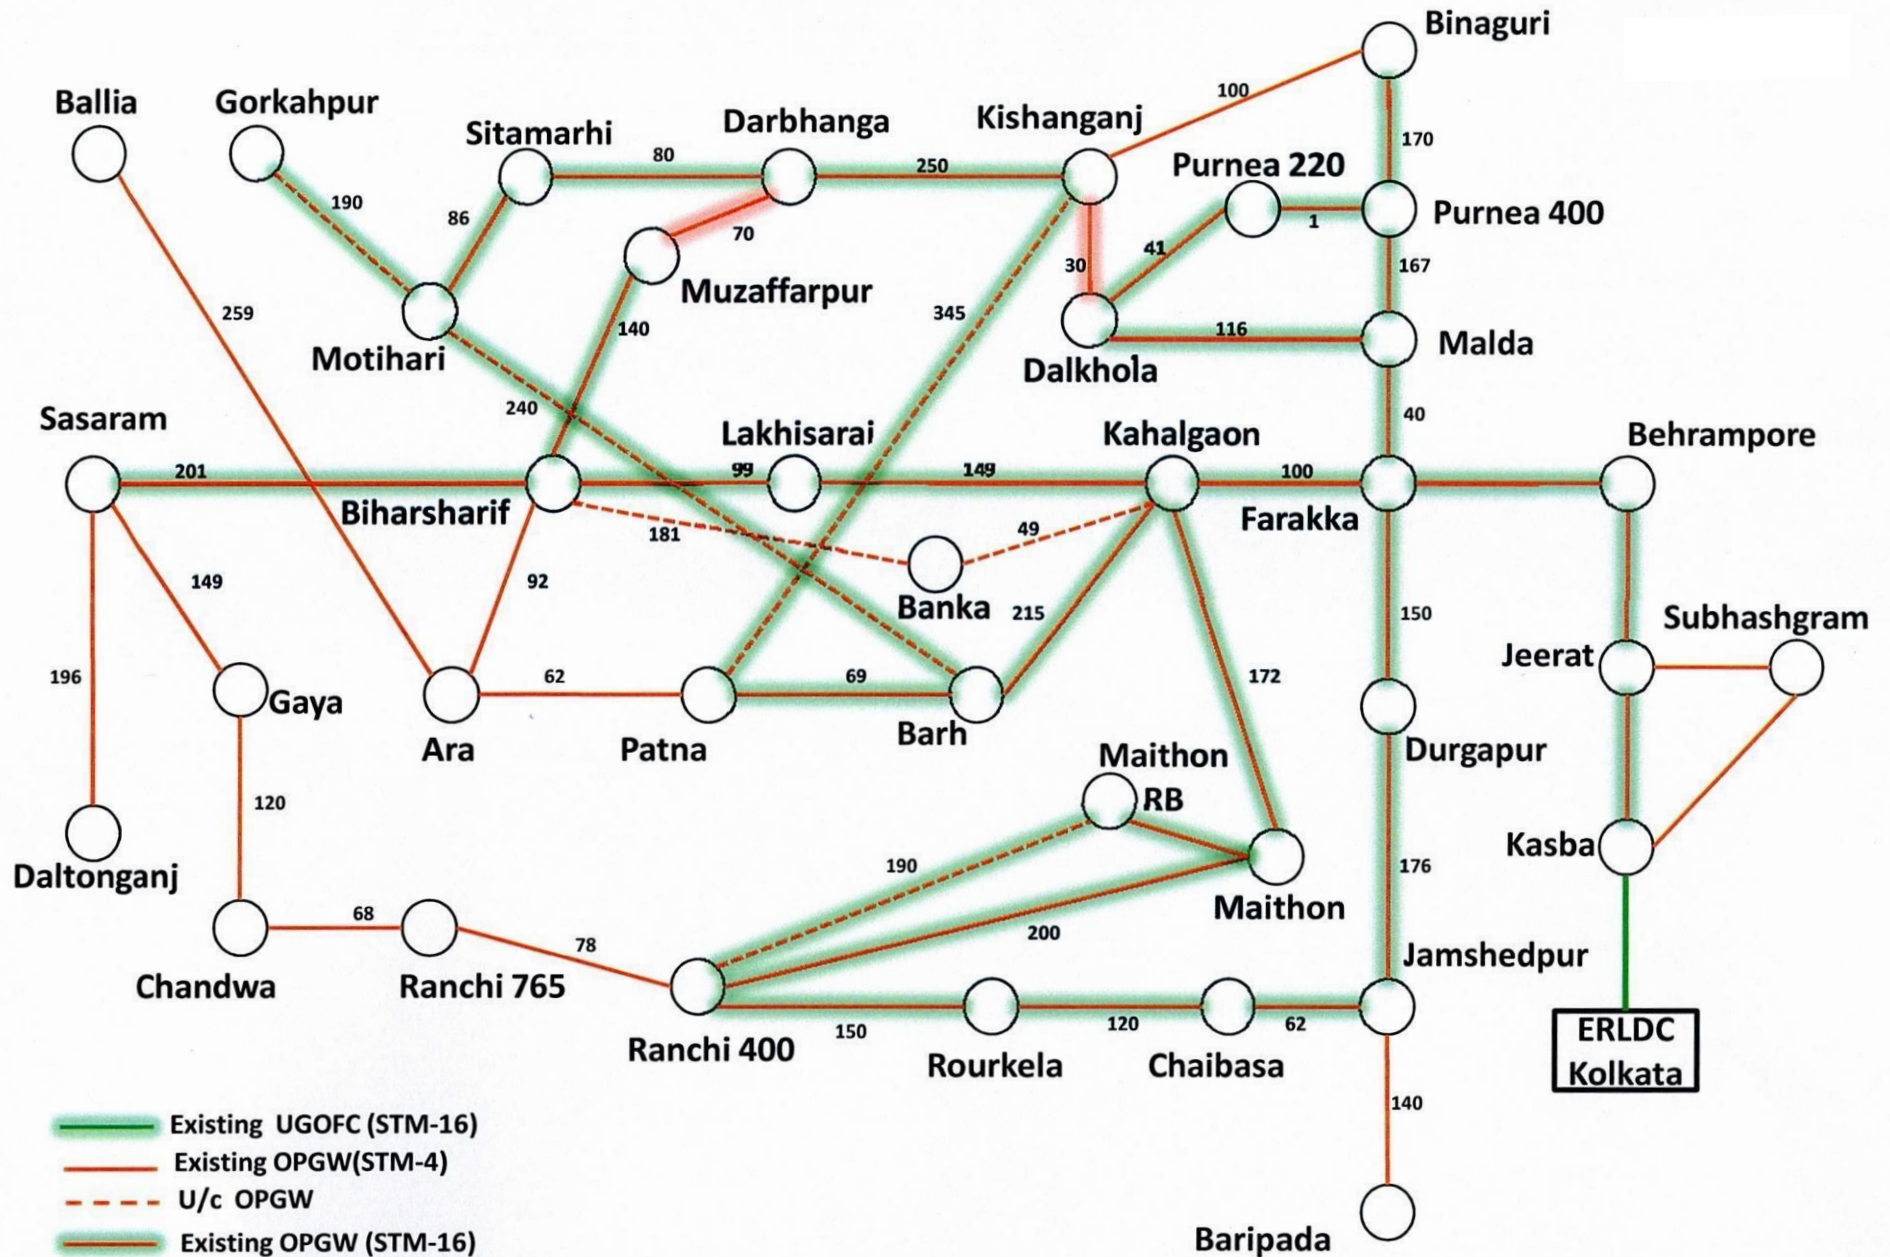 Binaguri
Ballia
Gorkahpur
Sitamarhi
Darbhanga
Kishanganj
100
170
80
250
Purnea 220
190
86
70
41
1
Purnea 400
30
167
Muzaffarpur
259
140
345
116
Malda
Motihari
Dalkhola
240
40
Sasaram
Lakhisarai
Kahalgaon
Behrampore
201
99
149
100
Biharsharif
Farakka
181
49
149
92
Banka
215
150
Subhashgram
Jeerat
196
62
69
172
Gaya
Ara
Patna
Barh
Durgapur
Maithon
RB
120
190
176
Kasba
Daltonganj
Maithon
68
200
78
Jamshedpur
Chandwa
Ranchi 765
150
120
62
ERLDC
Kolkata
Ranchi 400
Rourkela
Chaibasa
140
Existing UGOFC (STM-16)
Existing OPGW(STM-4)
U/c OPGW
Existing OPGW (STM-16)
Baripada